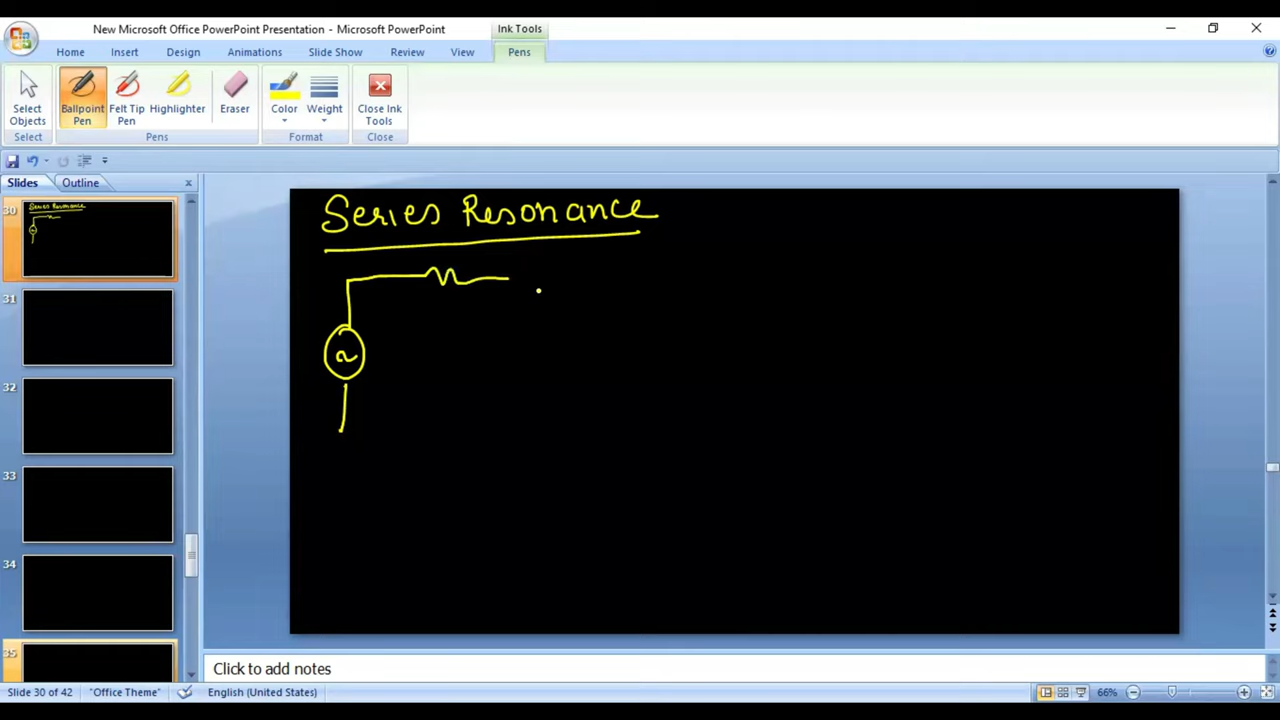 New Microsoft Office PowerPoint Presentation - Microsoft PowerPoint
Ink Tools
Home Insert Design Animations Slide Show Review View Pens
Select Objects
Ballpoint Pen
Felt Tip Pen
Highlighter
Eraser
Color
Weight
Close Ink Tools
Select
Pens
Format
Close
Slides
Outline
30
Series Resonance
31
32
33
34
35
Series Resonance
Click to add notes
Slide 30 of 42
"Office Theme"
English (United States)
66%